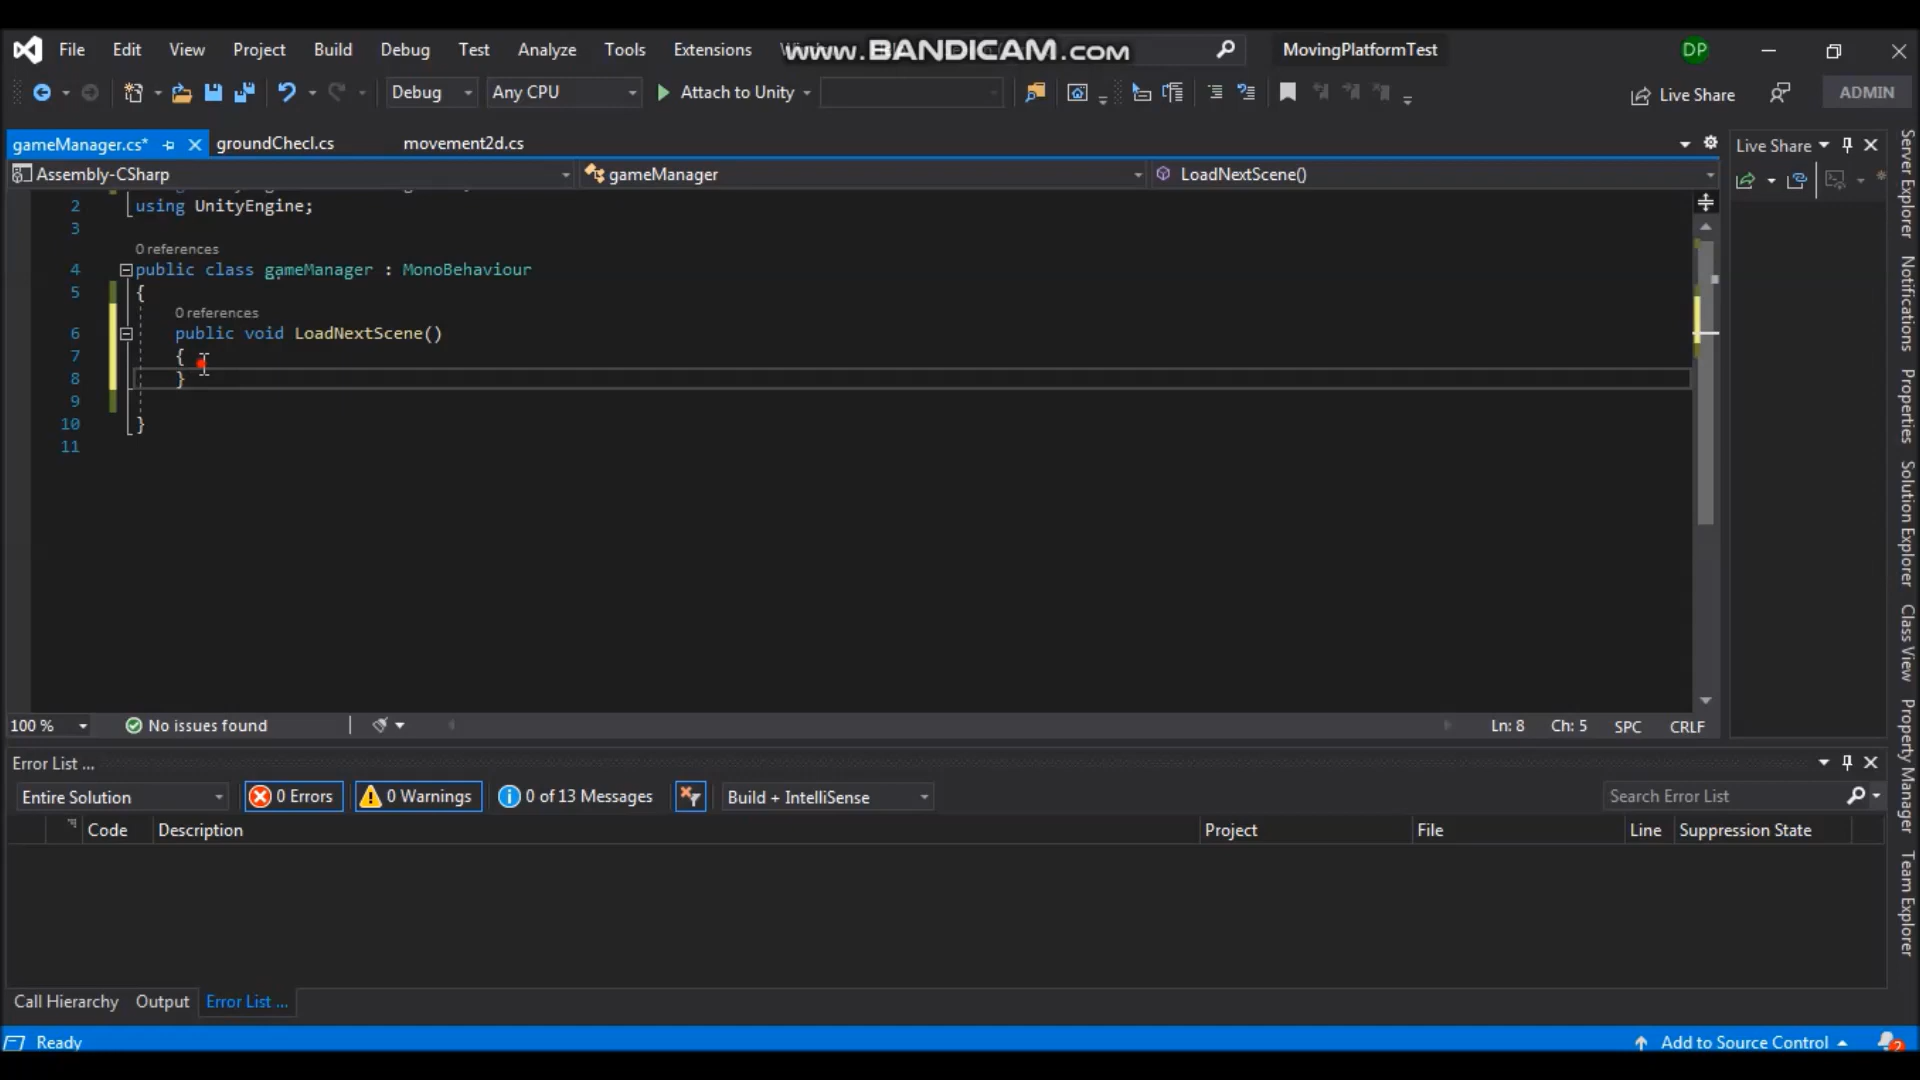 File Edit View Project Build Debug Test Analyze Tools Extensions www.BANDICAM.com MovingPlatformTest DP
Debug Any CPU Attach to Unity Live Share ADMIN
gameManager.cs* groundChecl.cs movement2d.cs
Live Share
Assembly-CSharp gameManager LoadNextScene()
2 using UnityEngine;
3
0 references
4 public class gameManager : MonoBehaviour
5 {
0 references
6 public void LoadNextScene()
7 {
8 }
9
10 }
11
100 % No issues found Ln: 8 Ch: 5 SPC CRLF
Error List ...
Entire Solution 0 Errors 0 Warnings 0 of 13 Messages Build + IntelliSense Search Error List
Code Description Project File Line Suppression State
Call Hierarchy Output Error List ...
Ready Add to Source Control 2
Server Explorer
Notifications
Properties
Solution Explorer
Class View
Property Manager
Team Explorer